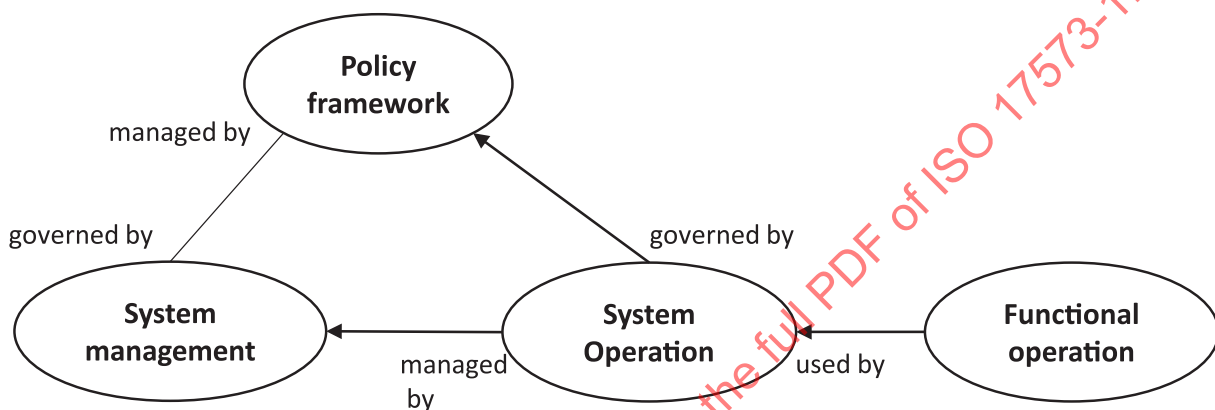 Policy
framework
managed by
governed by
governed by
System
management
System
Operation
Functional
operation
managed
by
used by
the full PDF of ISO 17573-1